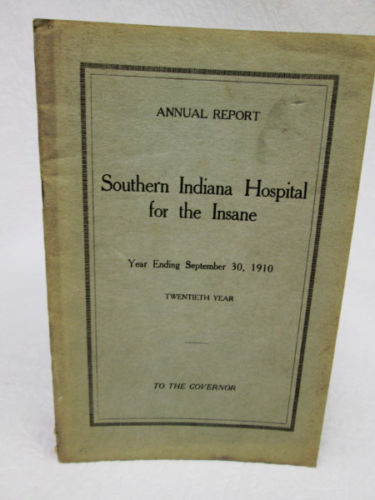 ANNUAL REPORT
Southern Indiana Hospital
for the Insane
Year Ending September 30, 1910
TWENTIETH YEAR
TO THE GOVERNOR